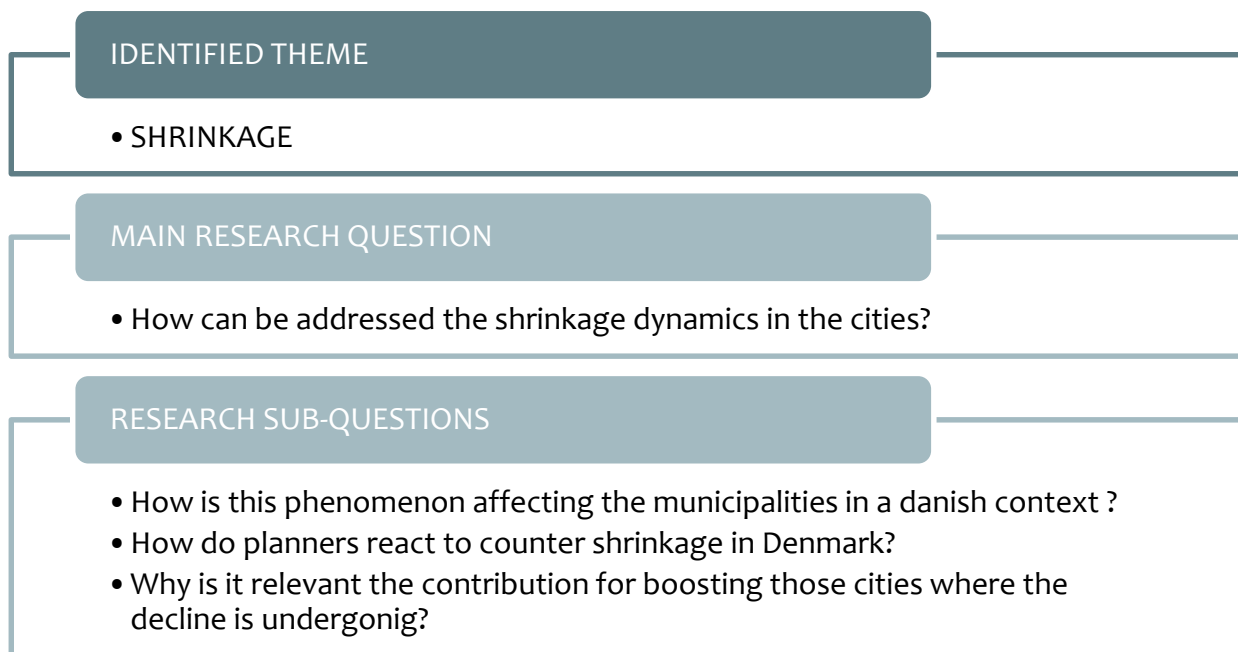 IDENTIFIED THEME
• SHRINKAGE
MAIN RESEARCH QUESTION
• How can be addressed the shrinkage dynamics in the cities?
RESEARCH SUB-QUESTIONS
• How is this phenomenon affecting the municipalities in a danish context ?
• How do planners react to counter shrinkage in Denmark?
• Why is it relevant the contribution for boosting those cities where the
decline is undergonig?